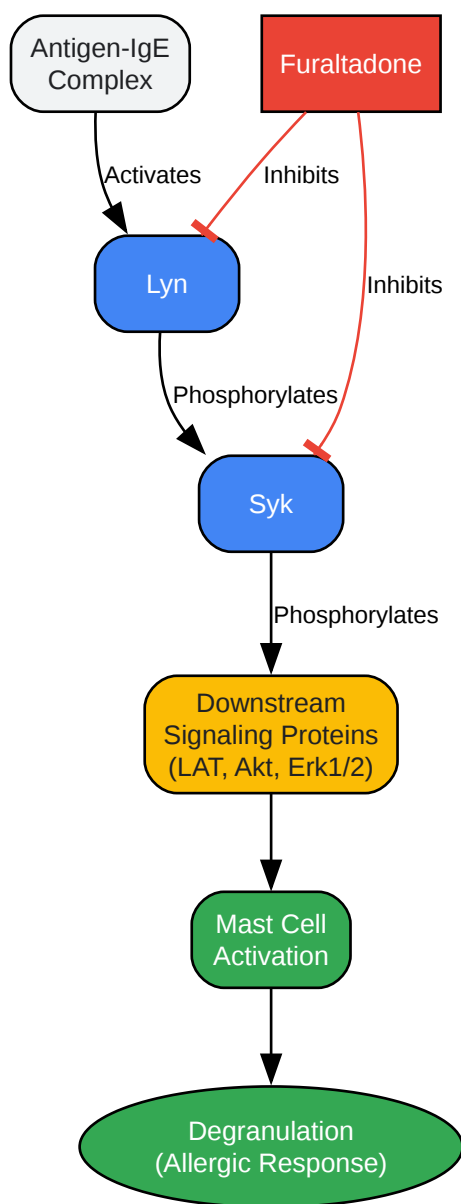 Antigen-IgE
Complex
Furaltadone
Activates
Inhibits
Lyn
Inhibits
Phosphorylates
Syk
Phosphorylates
Downstream
Signaling Proteins
(LAT, Akt, Erk1/2)
Mast Cell
Activation
Degranulation
(Allergic Response)